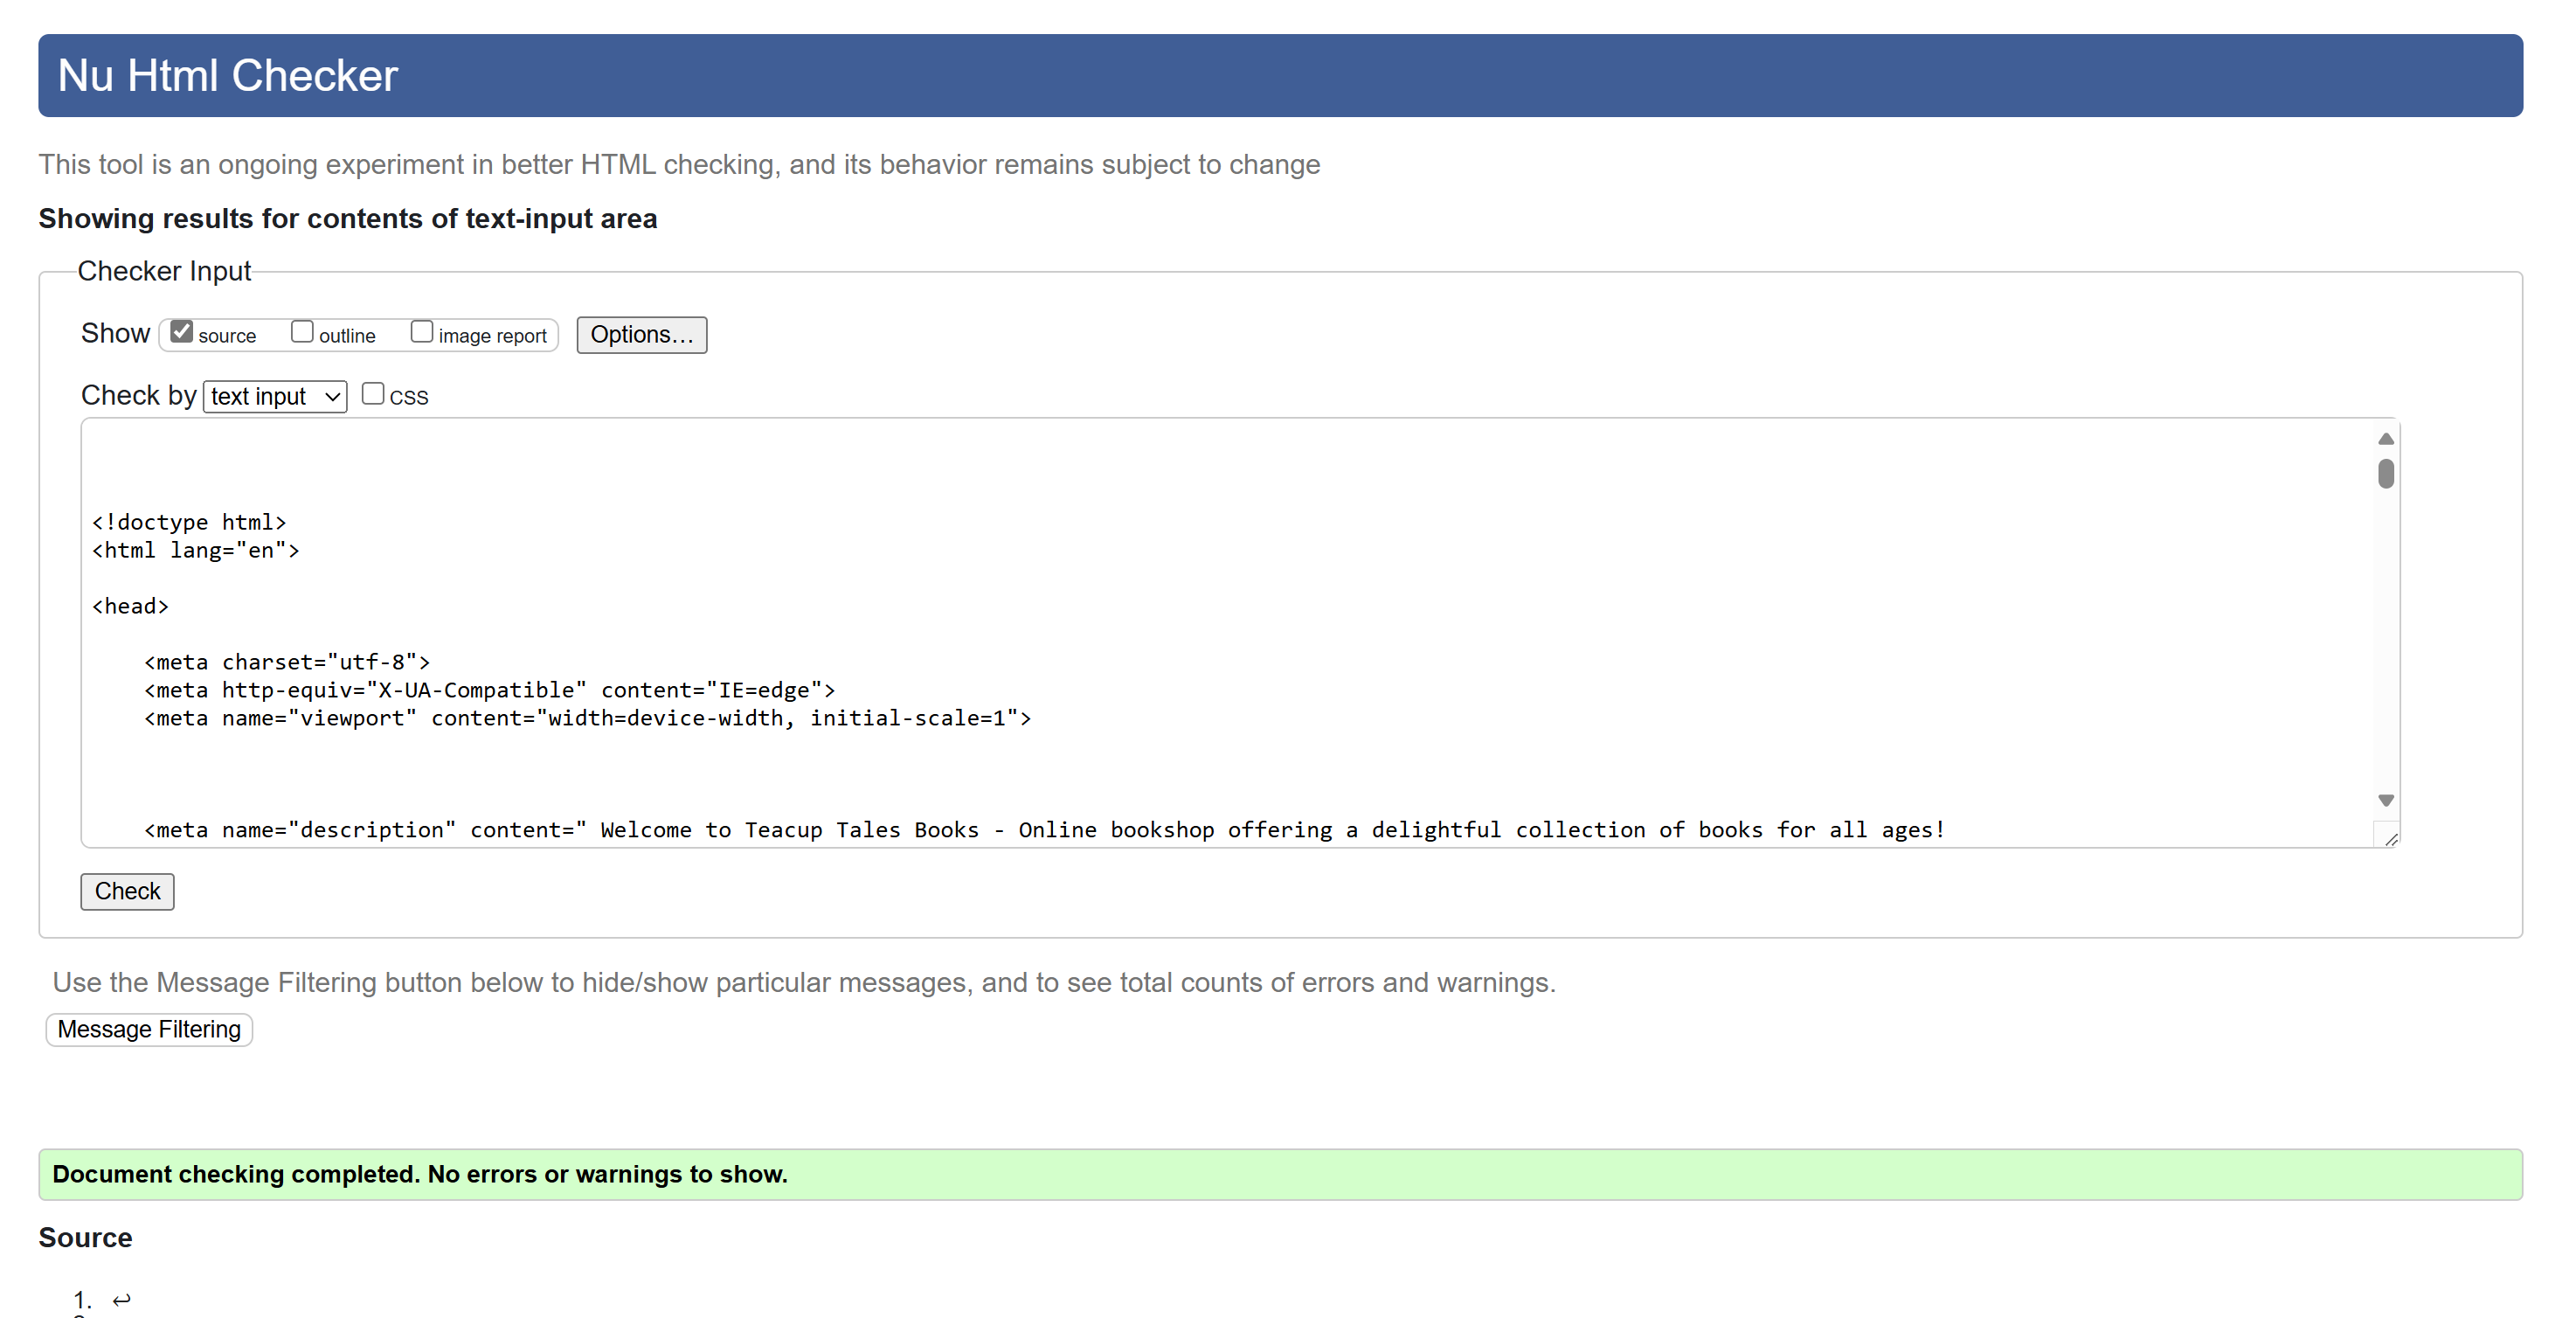 Nu Html Checker
This tool is an ongoing experiment in better HTML checking, and its behavior remains subject to change
Showing results for contents of text-input area
Checker Input
Show source outline image report Options...
Check by text input CSS
<!doctype html>
<html lang="en">
<head>
<meta charset="utf-8">
<meta http-equiv="X-UA-Compatible" content="IE=edge">
<meta name="viewport" content="width=device-width, initial-scale=1">
<meta name="description" content=" Welcome to Teacup Tales Books - Online bookshop offering a delightful collection of books for all ages!
Check
Use the Message Filtering button below to hide/show particular messages, and to see total counts of errors and warnings.
Message Filtering
Document checking completed. No errors or warnings to show.
Source
1. ↩